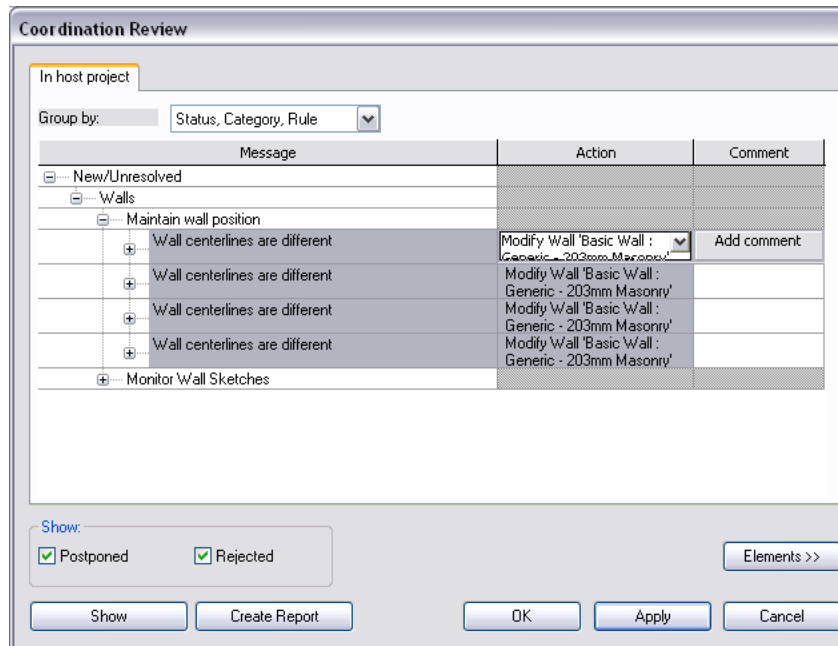 Coordination Review
In host project
Group by: Status, Category, Rule
Message Action Comment
New/Unresolved
Walls
Maintain wall position
Wall centerlines are different Modify Wall 'Basic Wall : Add comment
Generic - 203mm Masonry'
Wall centerlines are different Modify Wall 'Basic Wall :
Generic - 203mm Masonry'
Wall centerlines are different Modify Wall 'Basic Wall :
Generic - 203mm Masonry'
Wall centerlines are different Modify Wall 'Basic Wall :
Generic - 203mm Masonry'
Monitor Wall Sketches
Show:
Postponed Rejected
Elements >>
Show Create Report OK Apply Cancel